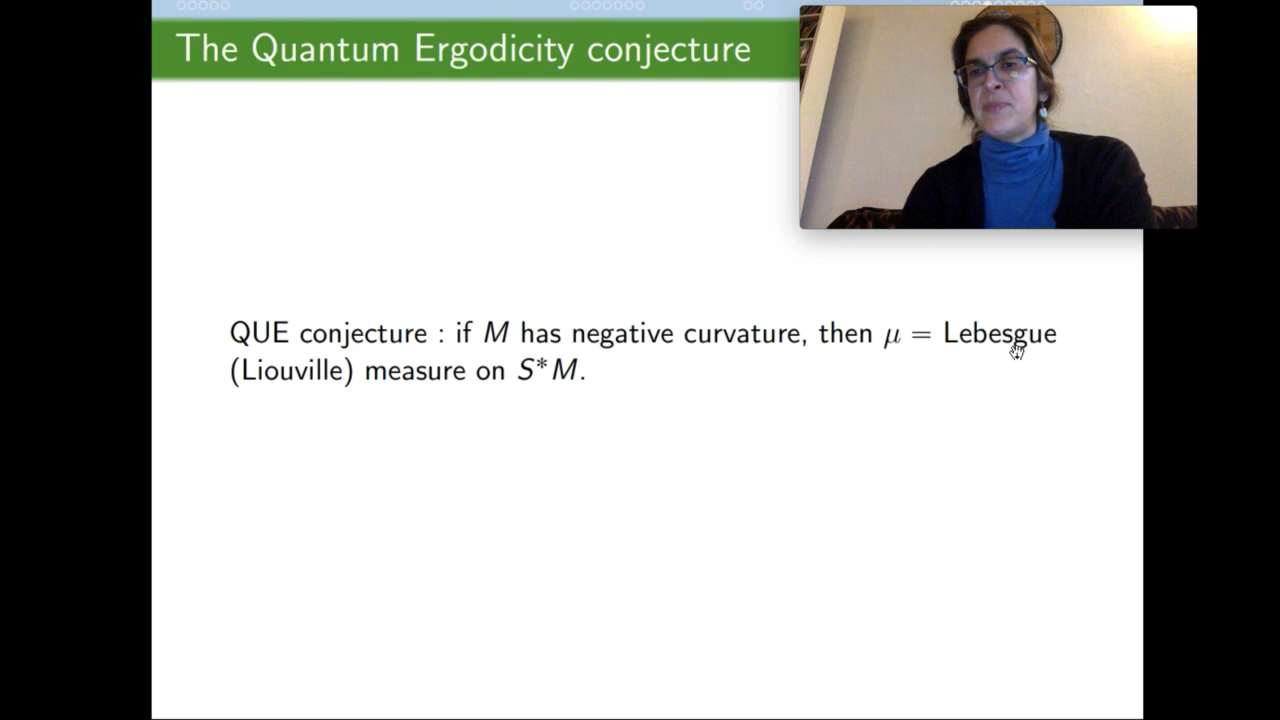 The Quantum Ergodicity conjecture
QUE conjecture : if M has negative curvature, then μ = Lebesgue
(Liouville) measure on S*M.